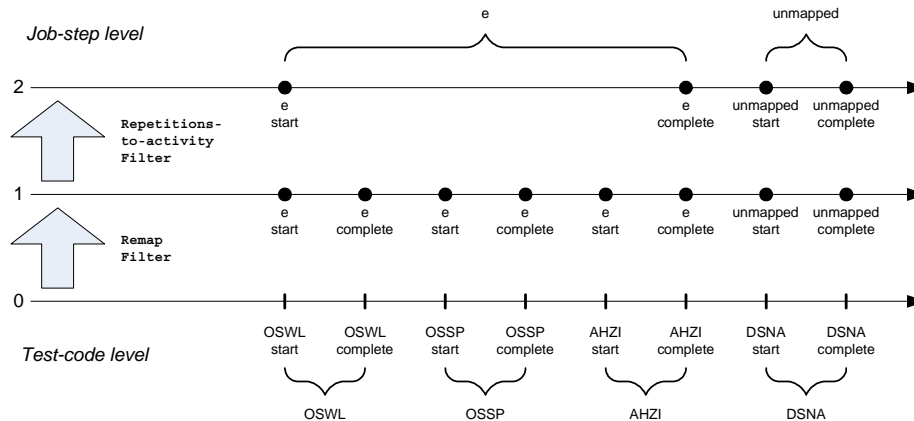 e
unmapped
Job-step level
2
e
start
e
complete
unmapped
start
unmapped
complete
Repetitions-
to-activity
Filter
1
e
start
e
complete
e
start
e
complete
e
start
e
complete
unmapped
start
unmapped
complete
Remap
Filter
0
OSWL
start
OSWL
complete
OSSP
start
OSSP
complete
AHZI
start
AHZI
complete
DSNA
start
DSNA
complete
Test-code level
OSWL
OSSP
AHZI
DSNA